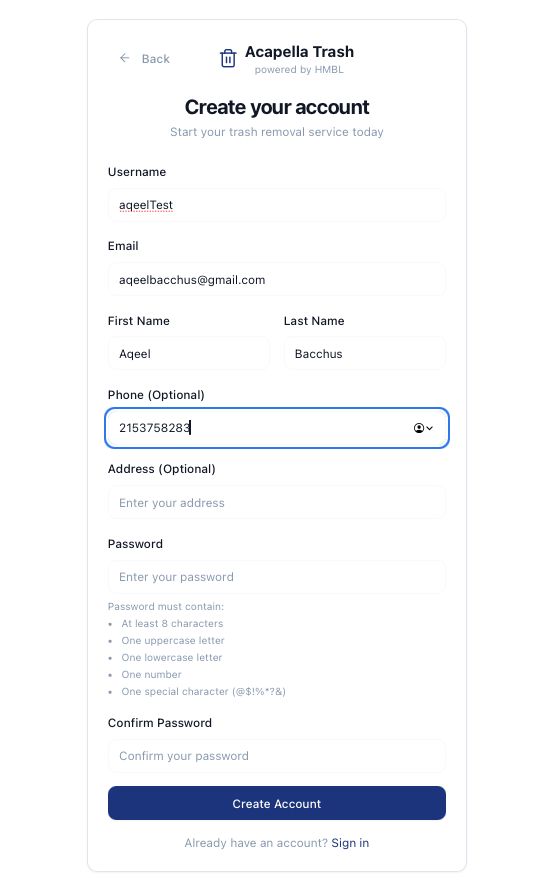 Back
Acapella Trash
powered by HMBL
Create your account
Start your trash removal service today
Username
aqeelTest
Email
aqeelbacchus@gmail.com
First Name Last Name
Aqeel Bacchus
Phone (Optional)
2153758283
Address (Optional)
Enter your address
Password
Enter your password
Password must contain:
• At least 8 characters
• One uppercase letter
• One lowercase letter
• One number
• One special character (@$!%*?&)
Confirm Password
Confirm your password
Create Account
Already have an account? Sign in